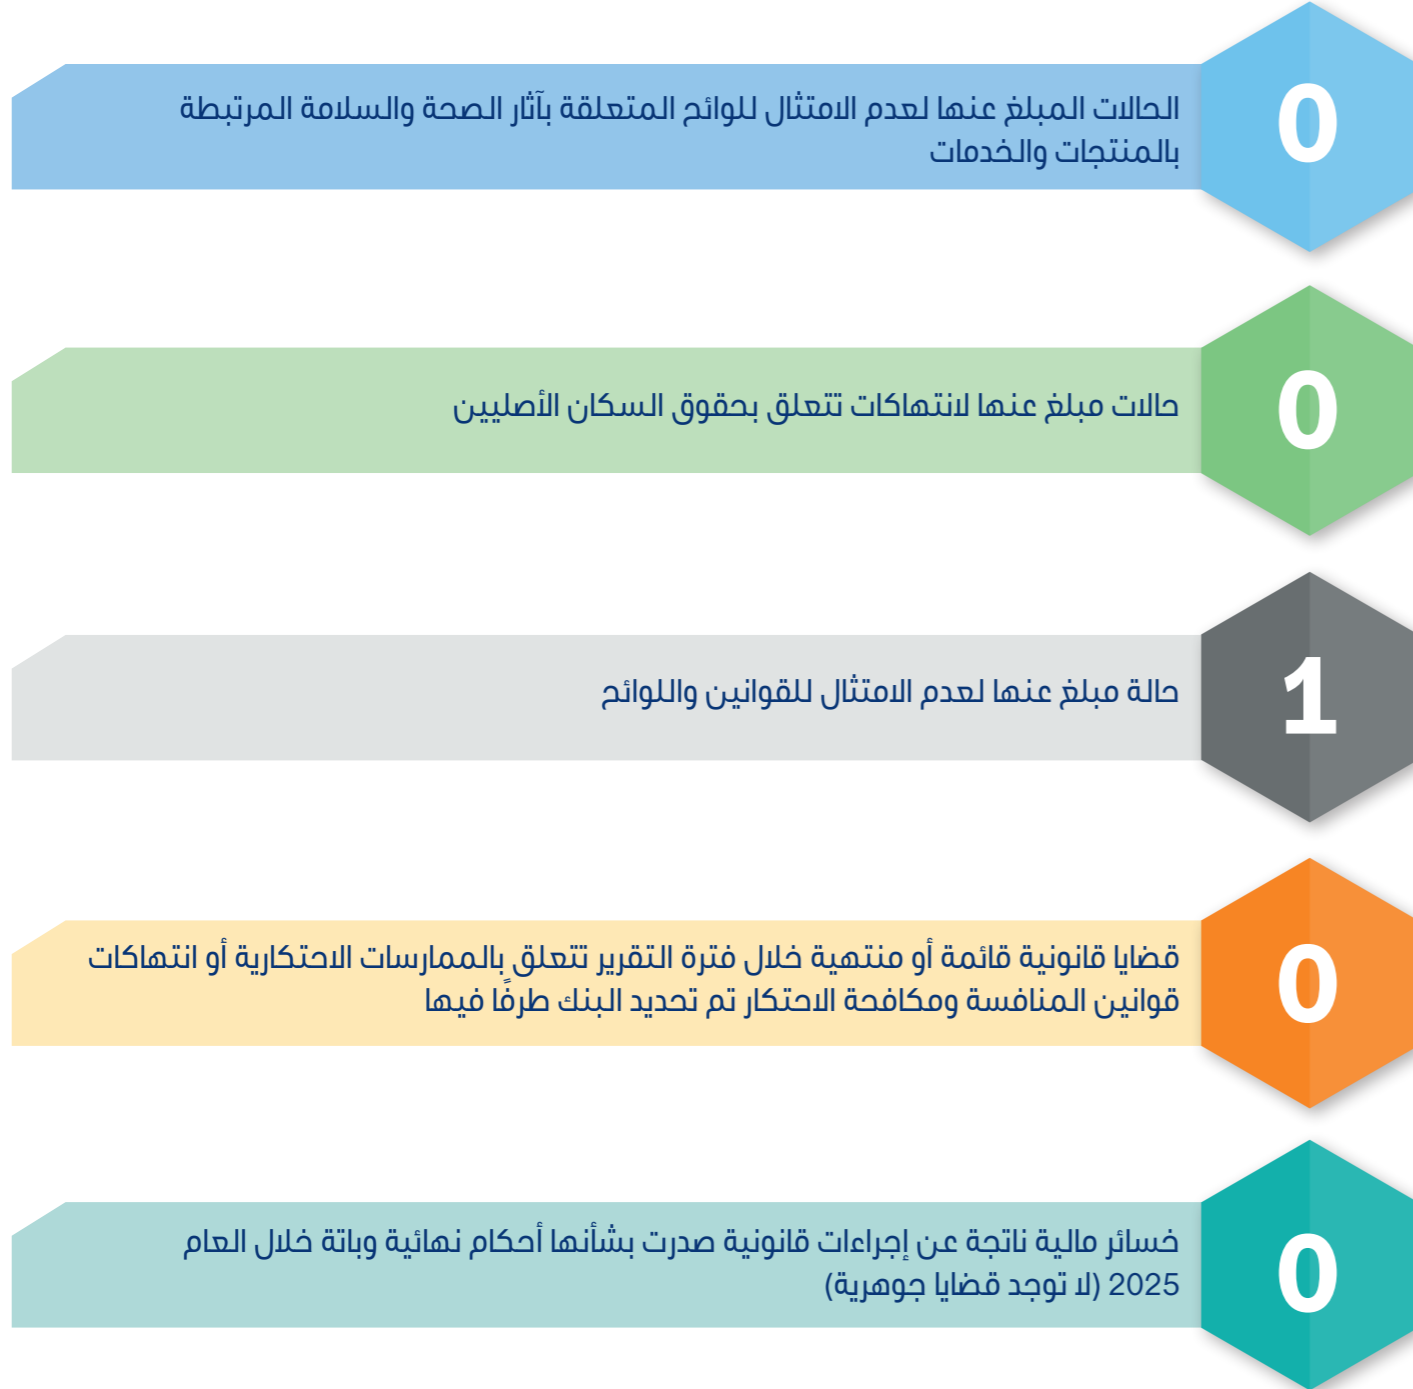 0
الحالات المبلغ عنها لعدم الامتثال للوائح المتعلقة بآثار الصحة والسلامة المرتبطة
بالمنتجات والخدمات
0
حالات مبلغ عنها لانتهاكات تتعلق بحقوق السكان الأصليين
1
حالة مبلغ عنها لعدم الامتثال للقوانين واللوائح
0
قضايا قانونية قائمة أو منتهية خلال فترة التقرير تتعلق بالممارسات الاحتكارية أو انتهاكات
قوانين المنافسة ومكافحة الاحتكار تم تحديد البنك طرفًا فيها
0
خسائر مالية ناتجة عن إجراءات قانونية صدرت بشأنها أحكام نهائية وباتة خلال العام
2025 (لا توجد قضايا جوهرية)